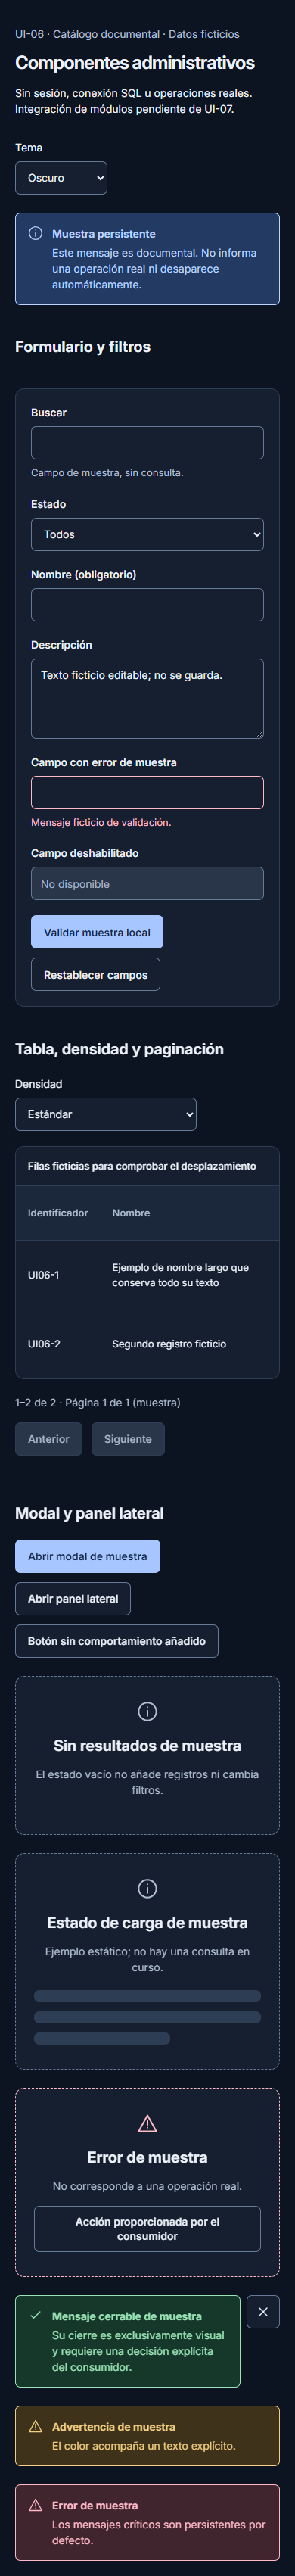 UI-06 · Catálogo documental · Datos ficticios
Componentes administrativos
Sin sesión, conexión SQL u operaciones reales.
Integración de módulos pendiente de UI-07.
Tema
Oscuro
Muestra persistente
Este mensaje es documental. No informa
una operación real ni desaparece
automáticamente.
Formulario y filtros
Buscar
Campo de muestra, sin consulta.
Estado
Todos
Nombre (obligatorio)
Descripción
Texto ficticio editable; no se guarda.
Campo con error de muestra
Mensaje ficticio de validación.
Campo deshabilitado
No disponible
Validar muestra local
Restablecer campos
Tabla, densidad y paginación
Densidad
Estándar
Filas ficticias para comprobar el desplazamiento
Identificador Nombre
UI06-1 Ejemplo de nombre largo que
conserva todo su texto
UI06-2 Segundo registro ficticio
1–2 de 2 · Página 1 de 1 (muestra)
Anterior Siguiente
Modal y panel lateral
Abrir modal de muestra
Abrir panel lateral
Botón sin comportamiento añadido
Sin resultados de muestra
El estado vacío no añade registros ni cambia
filtros.
Estado de carga de muestra
Ejemplo estático; no hay una consulta en
curso.
Error de muestra
No corresponde a una operación real.
Acción proporcionada por el
consumidor
Mensaje cerrable de muestra
Su cierre es exclusivamente visual
y requiere una decisión explícita
del consumidor.
Advertencia de muestra
El color acompaña un texto explícito.
Error de muestra
Los mensajes críticos son persistentes por
defecto.